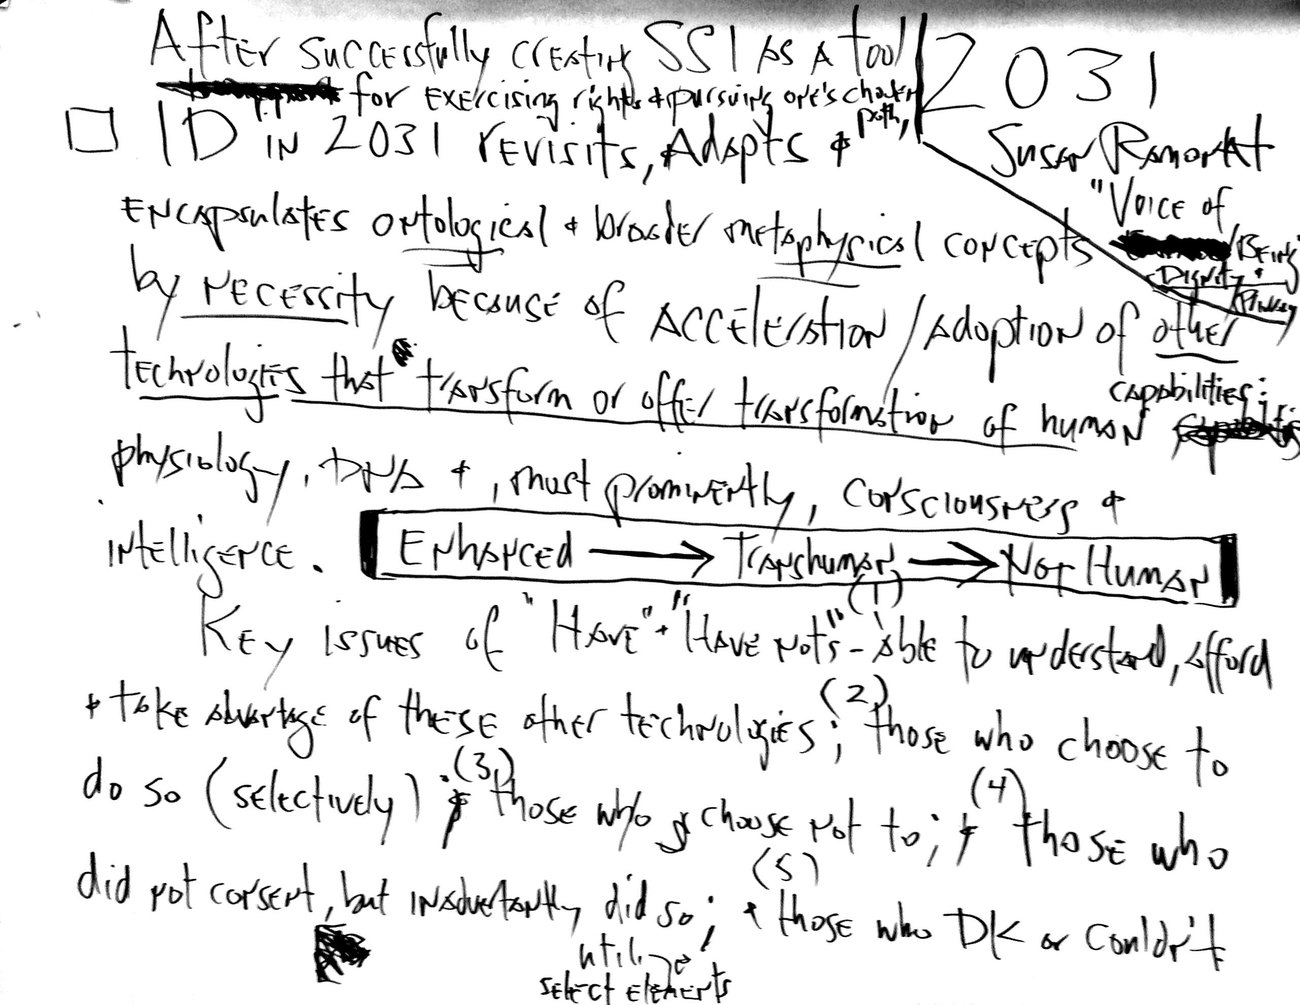 After successfully creating SSI as a tool
for exercising rights + pursuing one's chosen path,
2031
Susan Ramonat
"Voice of
Being"
Dignity +
ID in 2031 revisits, Adapts +
encapsulates ontological + broader metaphysical concepts
by necessity because of acceleration / adoption of other
technologies that transform or offer transformation of human capabilities:
physiology, DNA +, most prominently, consciousness +
intelligence.
Enhanced → Transhuman → Not Human
Key issues of "Have" + "Have nots" - (1) Able to understand, afford
+ take advantage of these other technologies; (2) those who choose to
do so (selectively); (3) those who choose not to; + (4) those who
did not consent, but inadvertantly did so; + (5) those who DK or couldn't
utilize
select elements